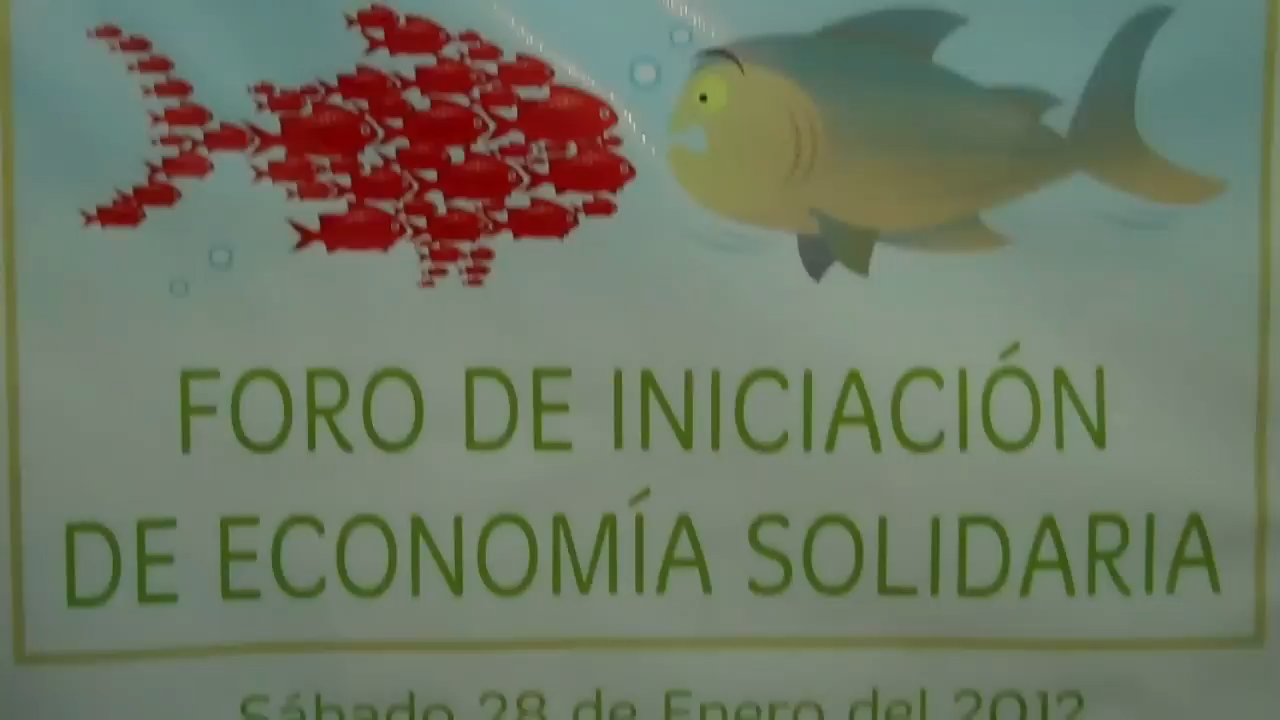 FORO DE INICIACIÓN
DE ECONOMÍA SOLIDARIA
Sábado 28 de Enero del 2012